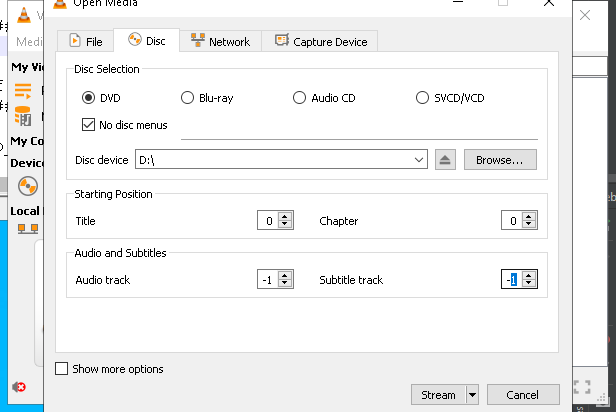 Open Media
Medi
File Disc Network Capture Device
My Vi
Disc Selection
DVD Blu-ray Audio CD SVCD/VCD
No disc menus
My Co
Device
Disc device D:\ Browse...
Starting Position
Local
Title 0 Chapter 0
Audio and Subtitles
Audio track -1 Subtitle track -1
Show more options
Stream Cancel